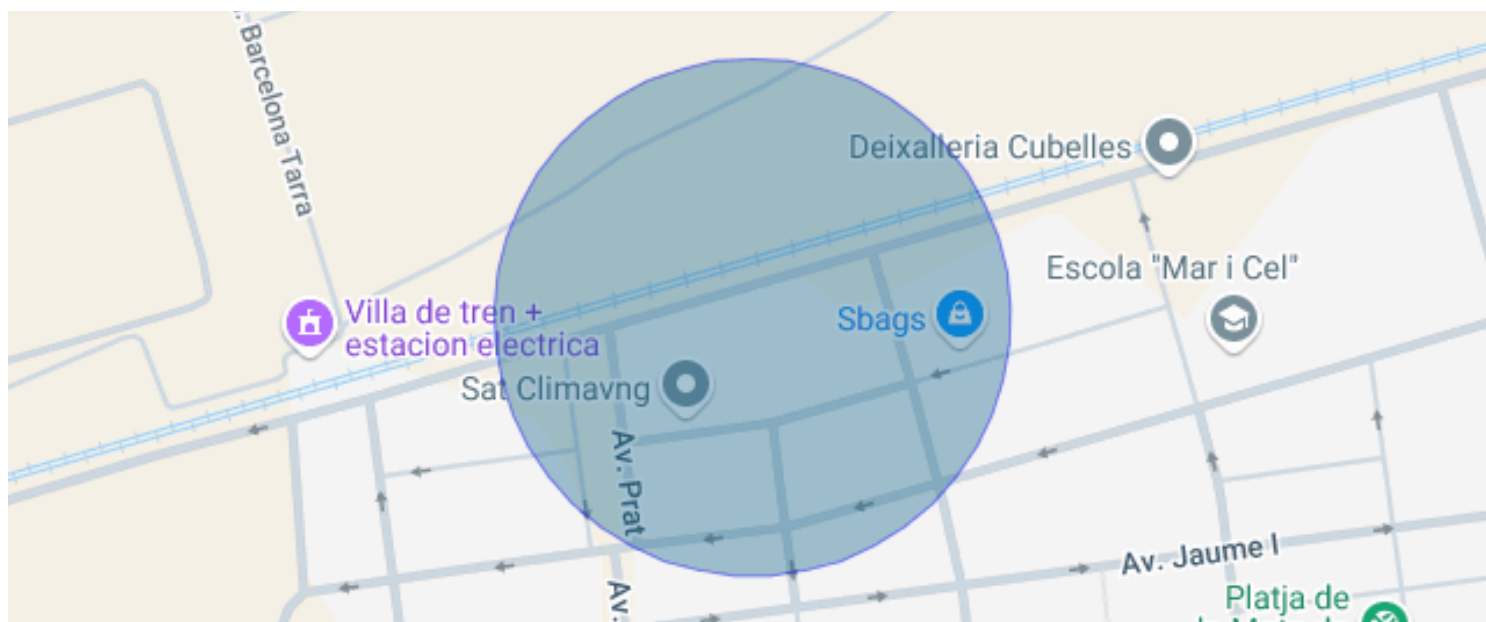 . Barcelona Tarra
Deixalleria Cubelles
Escola "Mar i Cel"
Villa de tren +
estacion electrica
Sbags
Sat Climavng
Av. Prat
Av. Jaume I
Av.
Platja de